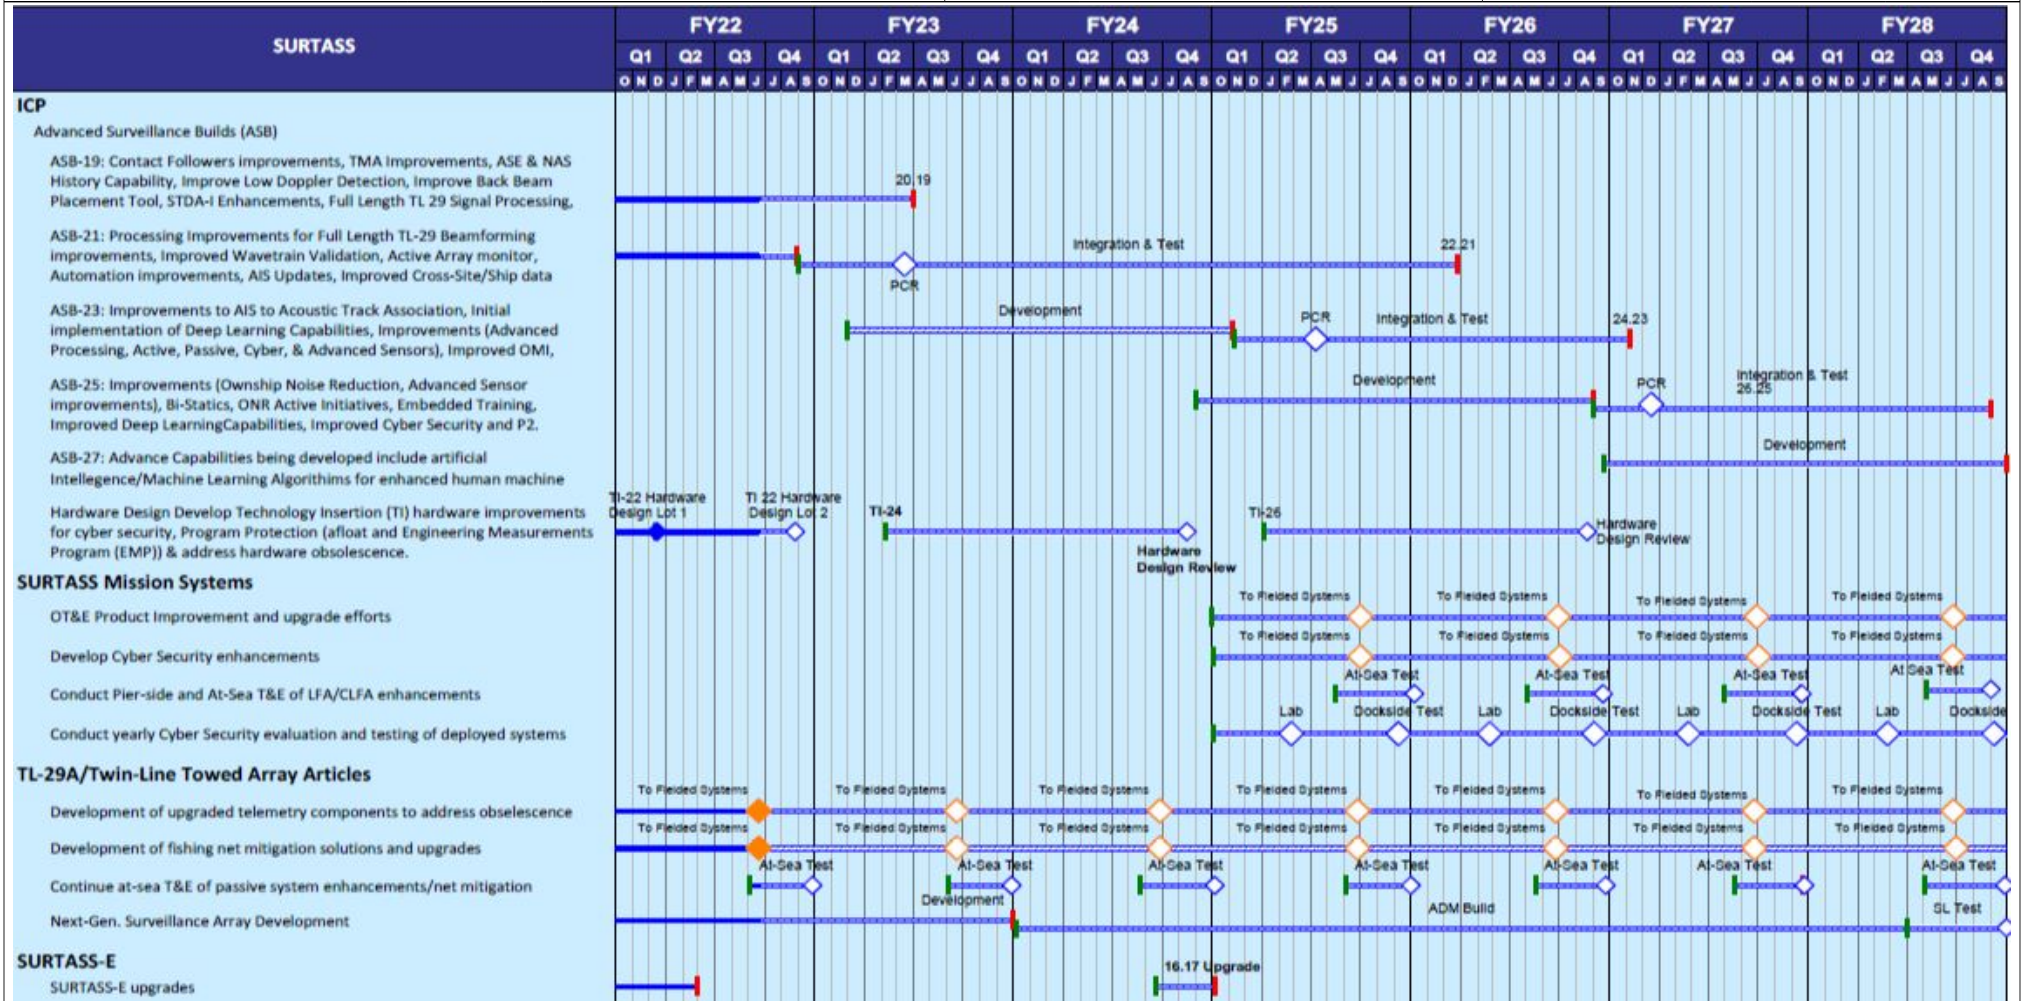 SURTASS
FY22 FY23 FY24 FY25 FY26 FY27 FY28
Q1 Q2 Q3 Q4 Q1 Q2 Q3 Q4 Q1 Q2 Q3 Q4 Q1 Q2 Q3 Q4 Q1 Q2 Q3 Q4 Q1 Q2 Q3 Q4 Q1 Q2 Q3 Q4
O N D J F M A M J J A S O N D J F M A M J J A S O N D J F M A M J J A S O N D J F M A M J J A S O N D J F M A M J J A S O N D J F M A M J J A S O N D J F M A M J J A S
ICP
Advanced Surveillance Builds (ASB)
ASB-19: Contact Followers improvements, TMA Improvements, ASE & NAS
History Capability, Improve Low Doppler Detection, Improve Back Beam
Placement Tool, STDA-I Enhancements, Full Length TL 29 Signal Processing,
20.19
ASB-21: Processing Improvements for Full Length TL-29 Beamforming
improvements, Improved Wavetrain Validation, Active Array monitor,
Automation improvements, AIS Updates, Improved Cross-Site/Ship data
PCR
Integration & Test
22.21
ASB-23: Improvements to AIS to Acoustic Track Association, Initial
implementation of Deep Learning Capabilities, Improvements (Advanced
Processing, Active, Passive, Cyber, & Advanced Sensors), Improved OMI,
Development
PCR
Integration & Test
24.23
ASB-25: Improvements (Ownship Noise Reduction, Advanced Sensor
improvements), Bi-Statics, ONR Active Initiatives, Embedded Training,
Improved Deep LearningCapabilities, Improved Cyber Security and P2.
Development
PCR
Integration & Test
26.25
ASB-27: Advance Capabilities being developed include artificial
Intellegence/Machine Learning Algorithims for enhanced human machine
Development
Hardware Design Develop Technology Insertion (TI) hardware improvements
for cyber security, Program Protection (afloat and Engineering Measurements
Program (EMP)) & address hardware obsolescence.
TI-22 Hardware
Design Lot 1
TI 22 Hardware
Design Lot 2
TI-24
Hardware
Design Review
TI-26
Hardware
Design Review
SURTASS Mission Systems
OT&E Product Improvement and upgrade efforts
To Fielded Systems To Fielded Systems To Fielded Systems To Fielded Systems
Develop Cyber Security enhancements
To Fielded Systems To Fielded Systems To Fielded Systems To Fielded Systems
Conduct Pier-side and At-Sea T&E of LFA/CLFA enhancements
At-Sea Test At-Sea Test At-Sea Test At Sea Test
Conduct yearly Cyber Security evaluation and testing of deployed systems
Lab Dockside Test Lab Dockside Test Lab Dockside Test Lab Dockside
TL-29A/Twin-Line Towed Array Articles
Development of upgraded telemetry components to address obselescence
To Fielded Systems To Fielded Systems To Fielded Systems To Fielded Systems To Fielded Systems To Fielded Systems To Fielded Systems
Development of fishing net mitigation solutions and upgrades
To Fielded Systems To Fielded Systems To Fielded Systems To Fielded Systems To Fielded Systems To Fielded Systems To Fielded Systems
Continue at-sea T&E of passive system enhancements/net mitigation
At-Sea Test At-Sea Test At-Sea Test At-Sea Test At-Sea Test At-Sea Test At-Sea Test
Next-Gen. Surveillance Array Development
Development
ADM Build
SL Test
SURTASS-E
SURTASS-E upgrades
16.17 Upgrade